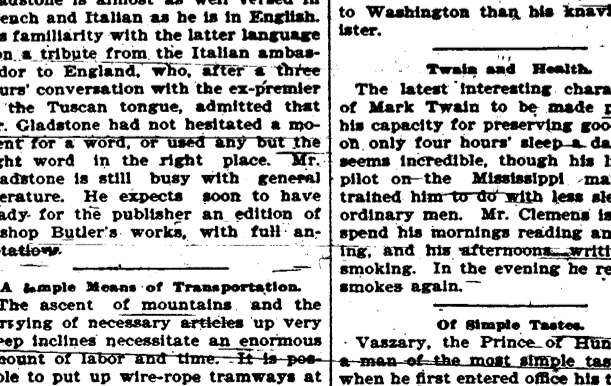 ladstone is almost as well versed in
ench and Italian as he is in English.
s familiarity with the latter language
on a tribute from the Italian ambas-
dor to England, who, after a three
urs' conversation with the ex-premier
the Tuscan tongue, admitted that
r. Gladstone had not hesitated a mo-
ent for a word, or used any but the
ght word in the right place. Mr.
adstone is still busy with general
erature. He expects soon to have
ady for the publisher an edition of
shop Butler's works, with full an-
tations.
A Simple Means of Transportation.
The ascent of mountains and the
rrying of necessary articles up very
eep inclines necessitate an enormous
mount of labor and time. It is pos-
le to put up wire-rope tramways at
to Washington than his knavi
ister.
Twain and Health.
The latest interesting chara
of Mark Twain to be made p
his capacity for preserving goo
on only four hours' sleep a da
seems incredible, though his l
pilot on the Mississippi ma
trained him to do with less sle
ordinary men. Mr. Clemens is
spend his mornings reading an
ing, and his afternoons writi
smoking. In the evening he re
smokes again.
Of Simple Tastes.
Vaszary, the Prince of Hun
a man of the most simple tas
when he first entered office his